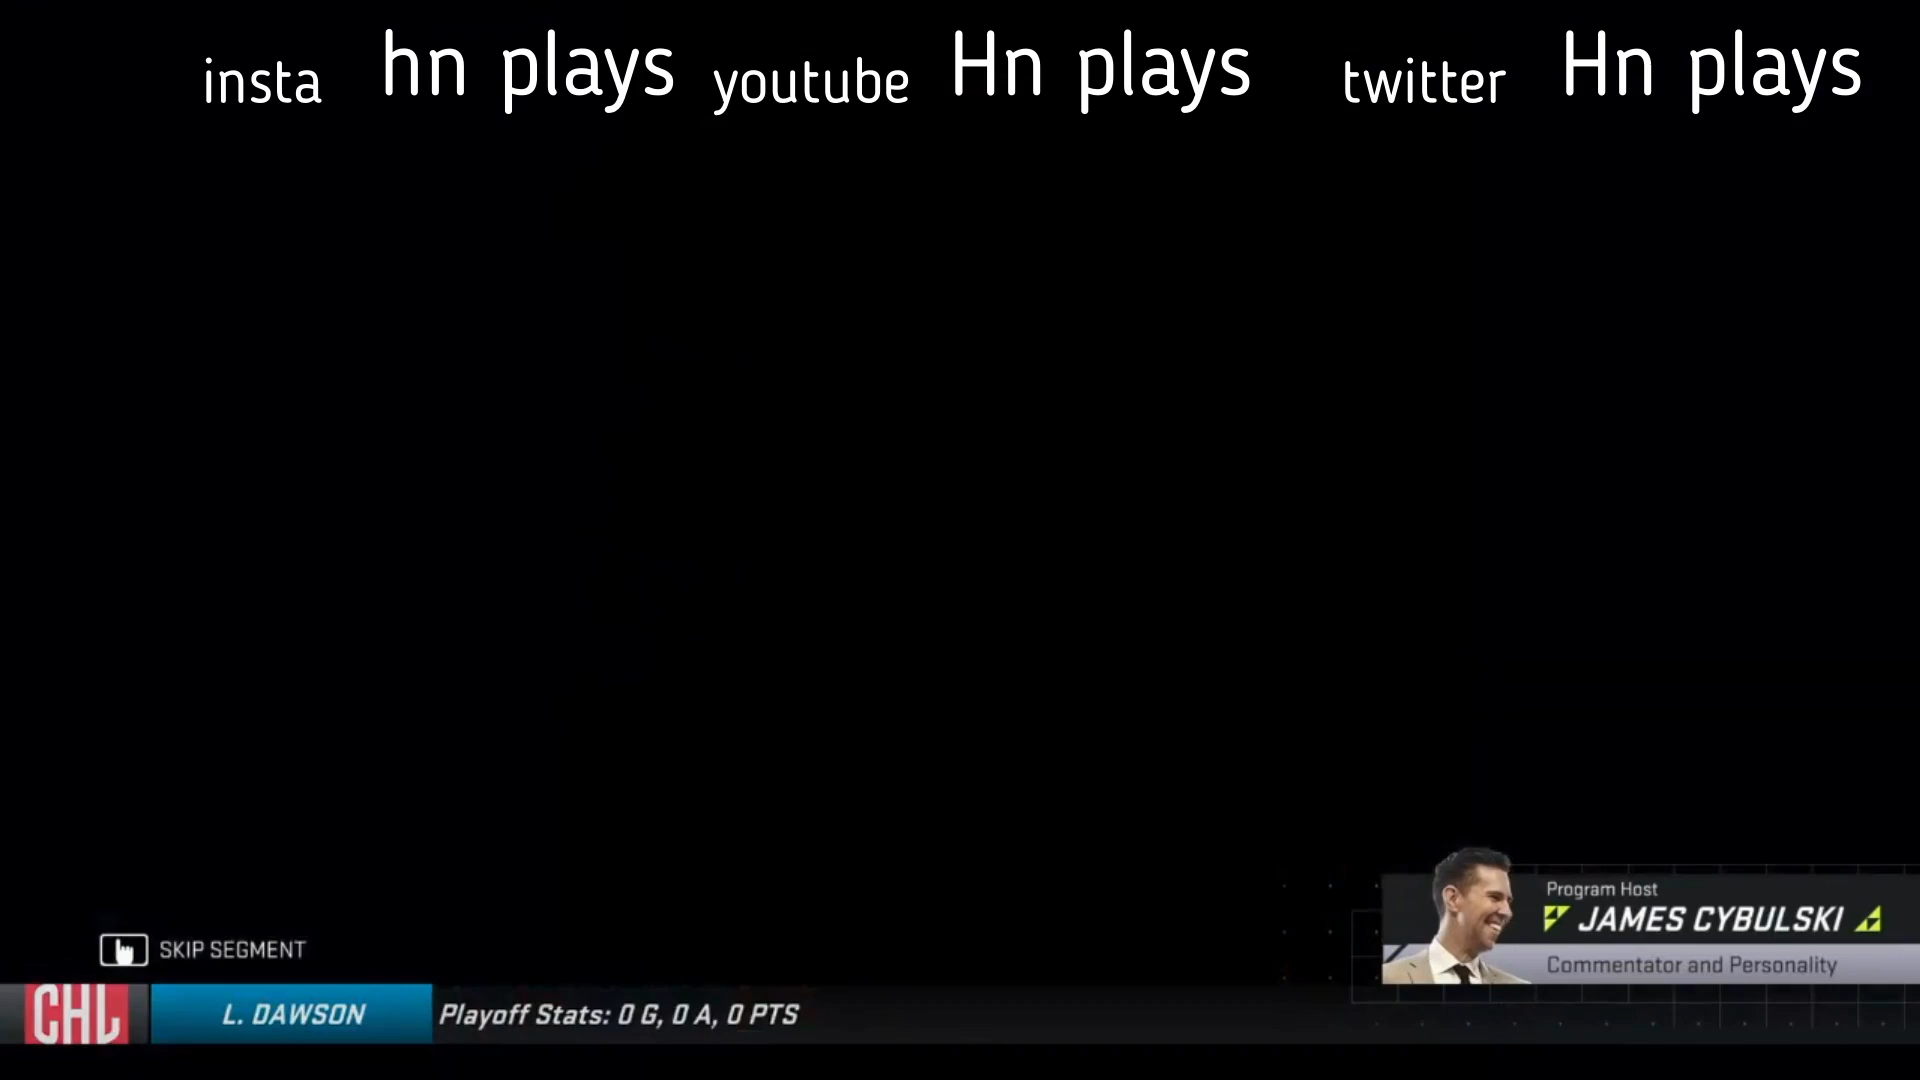 insta hn plays youtube Hn plays twitter Hn plays
Program Host
JAMES CYBULSKI
Commentator and Personality
SKIP SEGMENT
CHL L. DAWSON Playoff Stats: 0 G, 0 A, 0 PTS